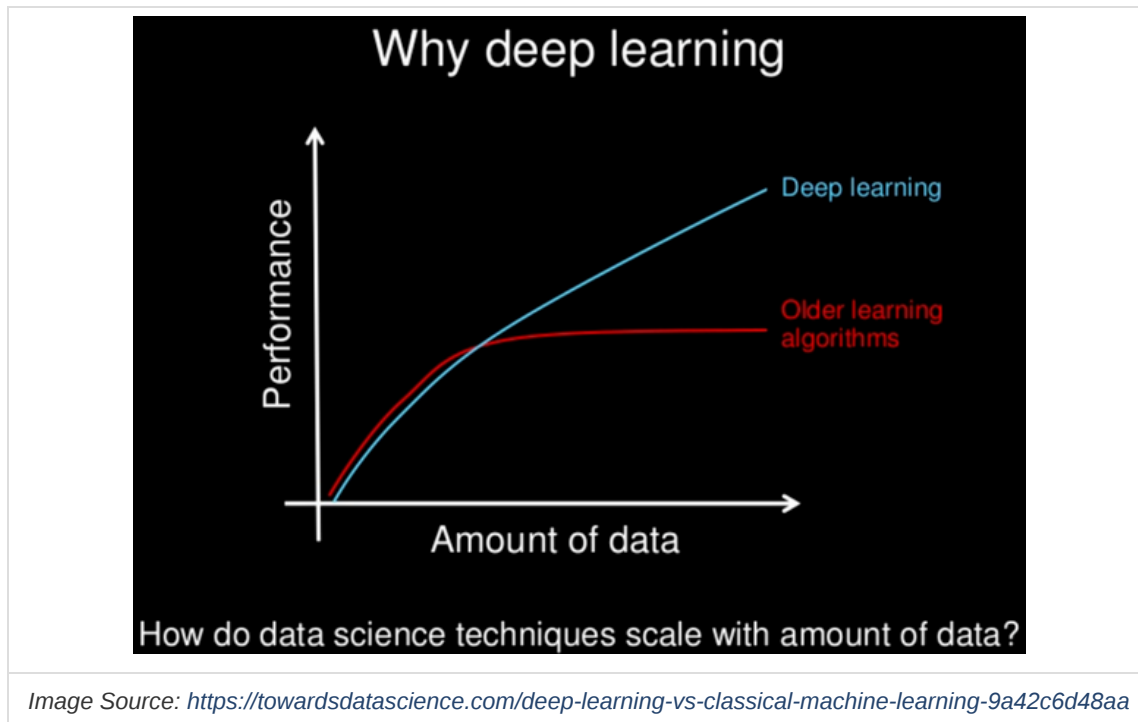 Why deep learning
Performance
Deep learning
Older learning
algorithms
Amount of data
How do data science techniques scale with amount of data?
Image Source: https://towardsdatascience.com/deep-learning-vs-classical-machine-learning-9a42c6d48aa